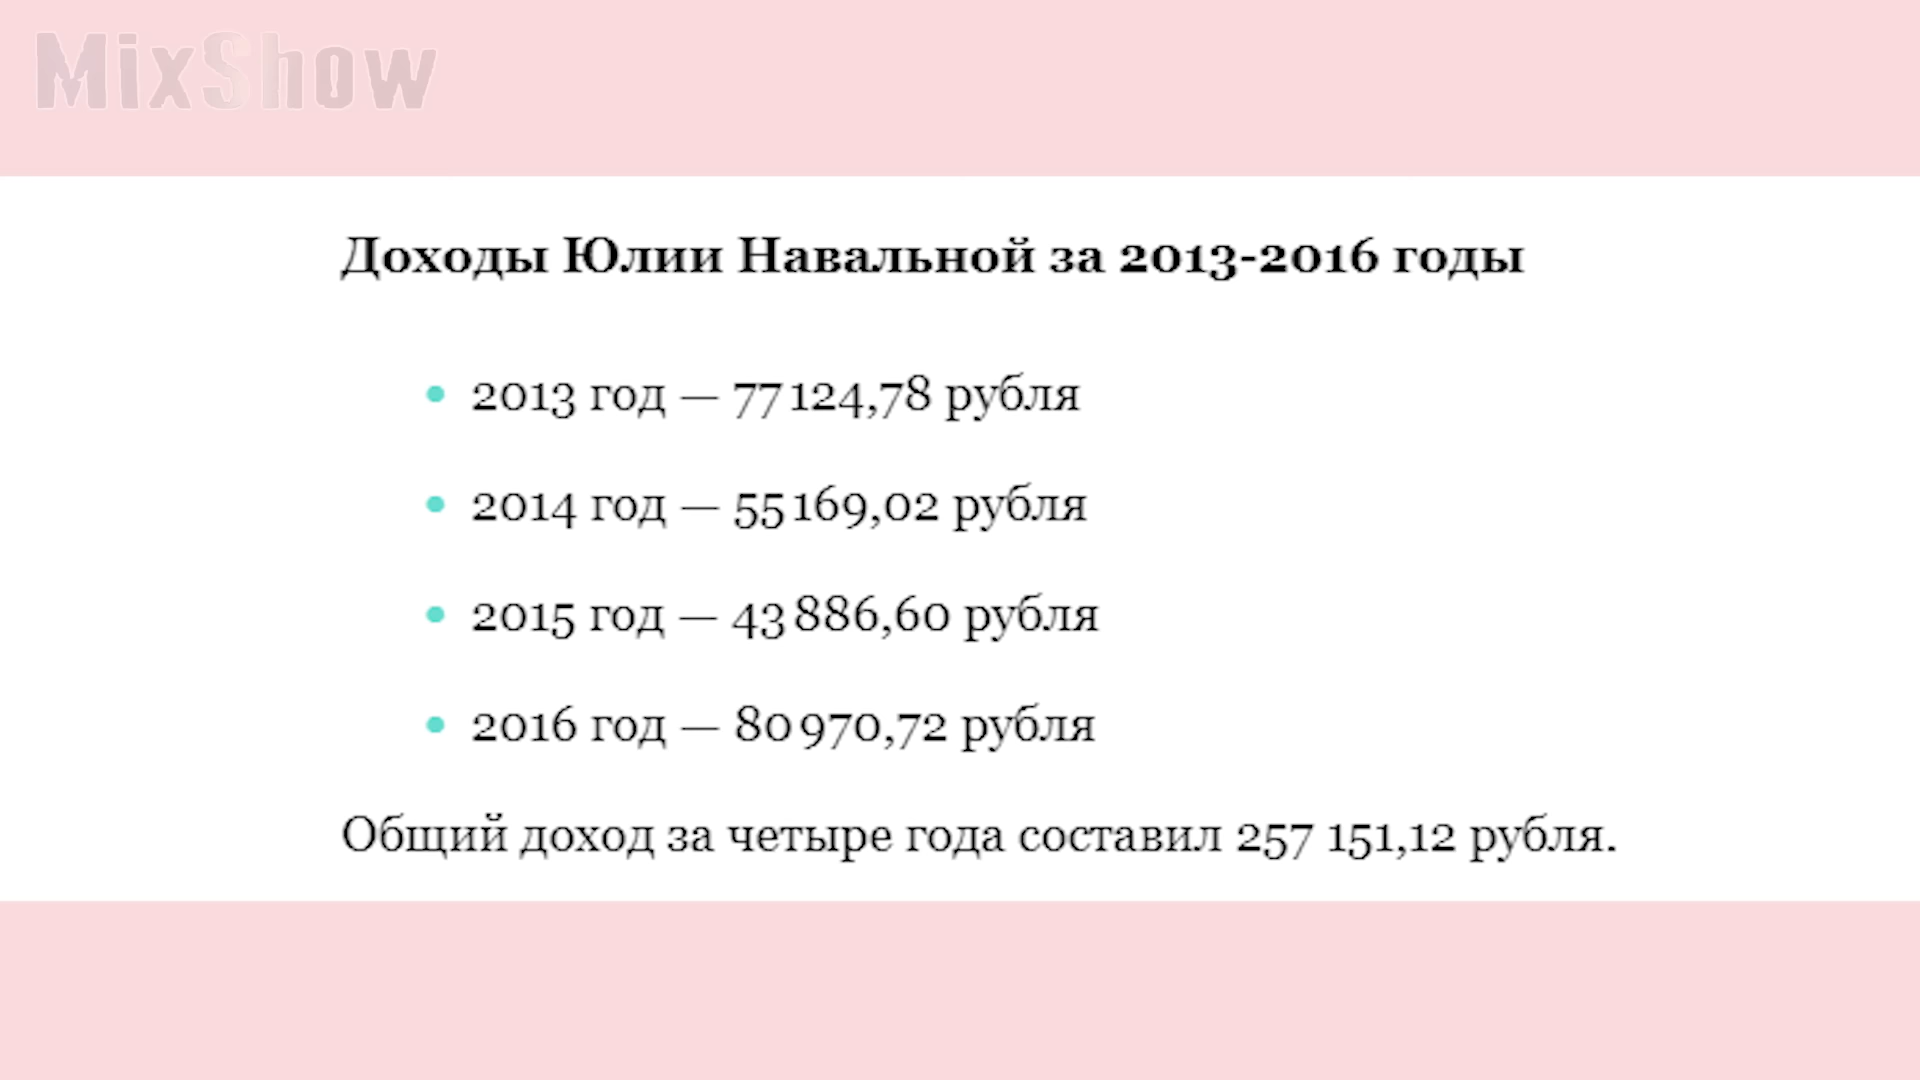 MixShow
Доходы Юлии Навальной за 2013-2016 годы
• 2013 год — 77 124,78 рубля
• 2014 год — 55 169,02 рубля
• 2015 год — 43 886,60 рубля
• 2016 год — 80 970,72 рубля
Общий доход за четыре года составил 257 151,12 рубля.